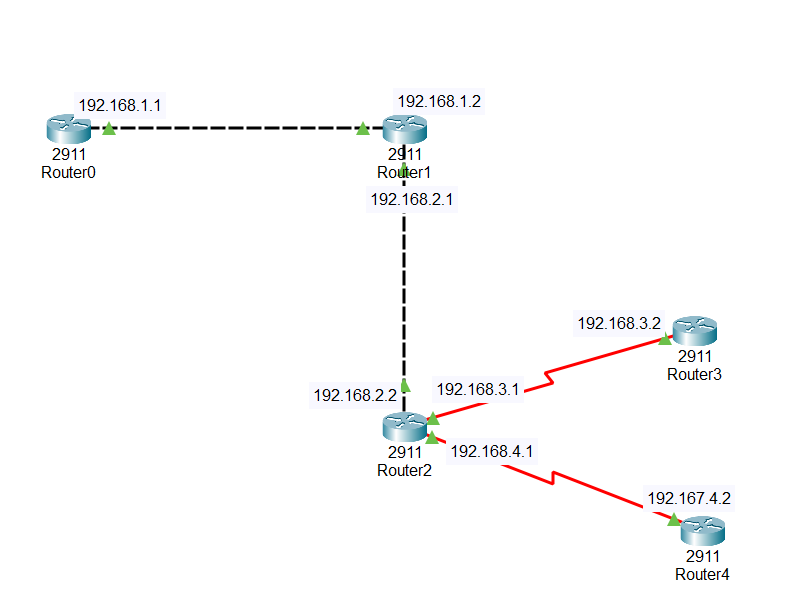 192.168.1.1
192.168.1.2
2911
Router0
2911
Router1
192.168.2.1
192.168.3.2
2911
Router3
192.168.2.2
192.168.3.1
2911
Router2
192.168.4.1
192.167.4.2
2911
Router4